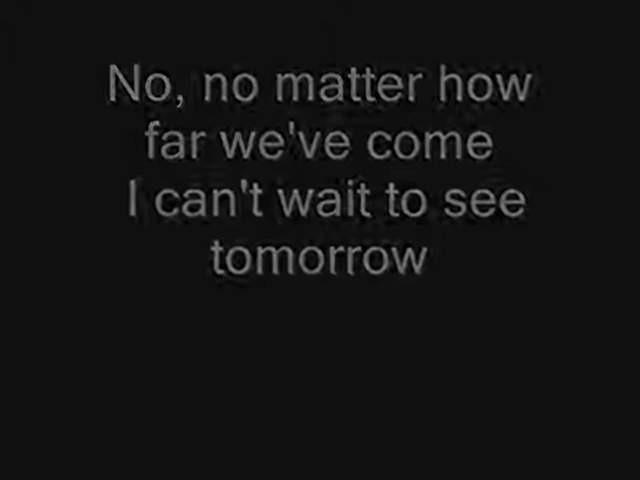 No, no matter how
far we've come
I can't wait to see
tomorrow